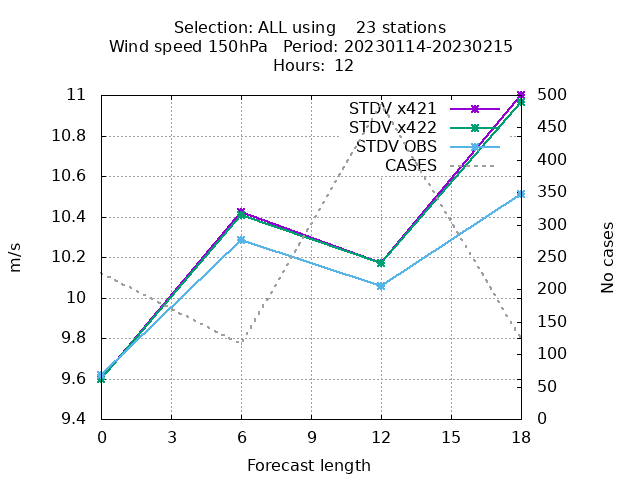 Selection: ALL using    23 stations
Wind speed 150hPa   Period: 20230114-20230215
Hours:  12
STDV x421
STDV x422
STDV OBS
CASES
11
10.8
10.6
10.4
10.2
10
9.8
9.6
9.4
m/s
500
450
400
350
300
250
200
150
100
50
0
No cases
0 3 6 9 12 15 18
Forecast length